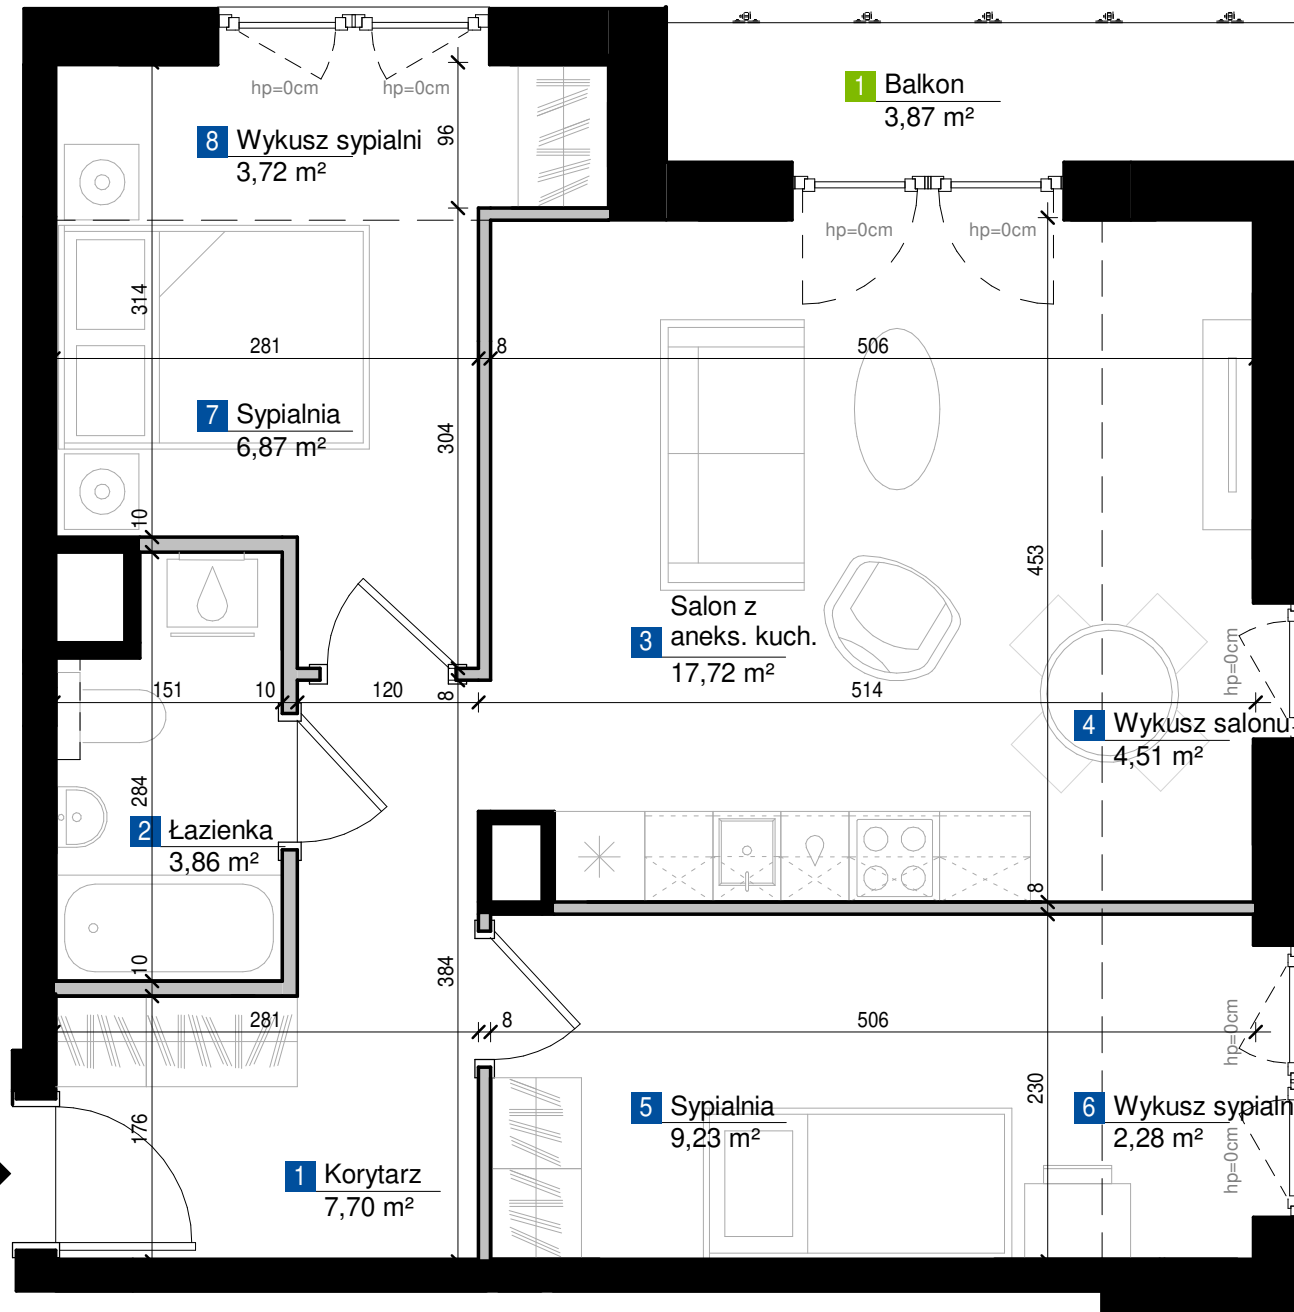 1 Balkon
3,87 m²
hp=0cm
hp=0cm
8 Wykusz sypialni
3,72 m²
96
hp=0cm
hp=0cm
314
281
8
506
7 Sypialnia
6,87 m²
304
10
453
Salon z
3 aneks. kuch.
17,72 m²
hp=0cm
151
10
120
8
514
4 Wykusz salonu
4,51 m²
284
2 Łazienka
3,86 m²
8
10
384
281
8
506
hp=0cm
230
176
5 Sypialnia
9,23 m²
6 Wykusz sypialn
2,28 m²
hp=0cm
1 Korytarz
7,70 m²